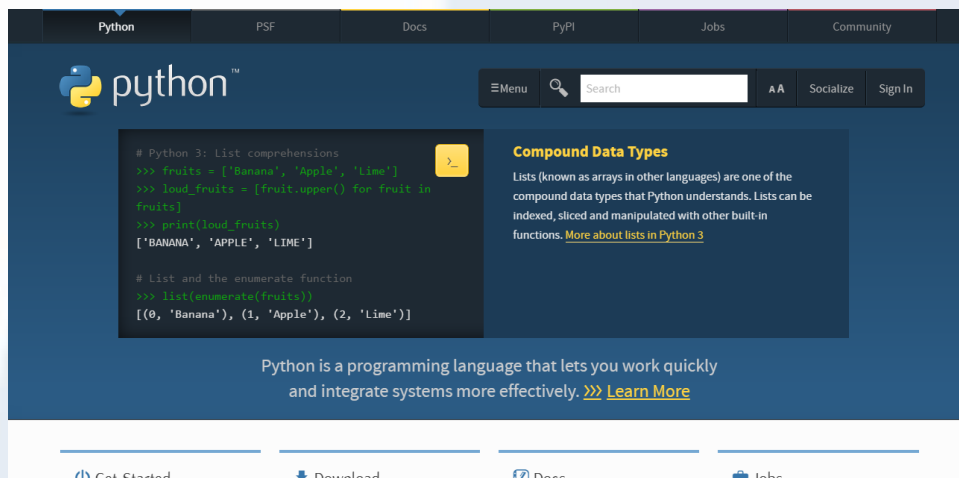 Python PSF Docs PyPI Jobs Community
python™
≡Menu Search A A Socialize Sign In
# Python 3: List comprehensions
>>> fruits = ['Banana', 'Apple', 'Lime']
>>> loud_fruits = [fruit.upper() for fruit in
fruits]
>>> print(loud_fruits)
['BANANA', 'APPLE', 'LIME']
# List and the enumerate function
>>> list(enumerate(fruits))
[(0, 'Banana'), (1, 'Apple'), (2, 'Lime')]
>_
Compound Data Types
Lists (known as arrays in other languages) are one of the
compound data types that Python understands. Lists can be
indexed, sliced and manipulated with other built-in
functions. More about lists in Python 3
Python is a programming language that lets you work quickly
and integrate systems more effectively. >>> Learn More
Get Started Download Docs Jobs